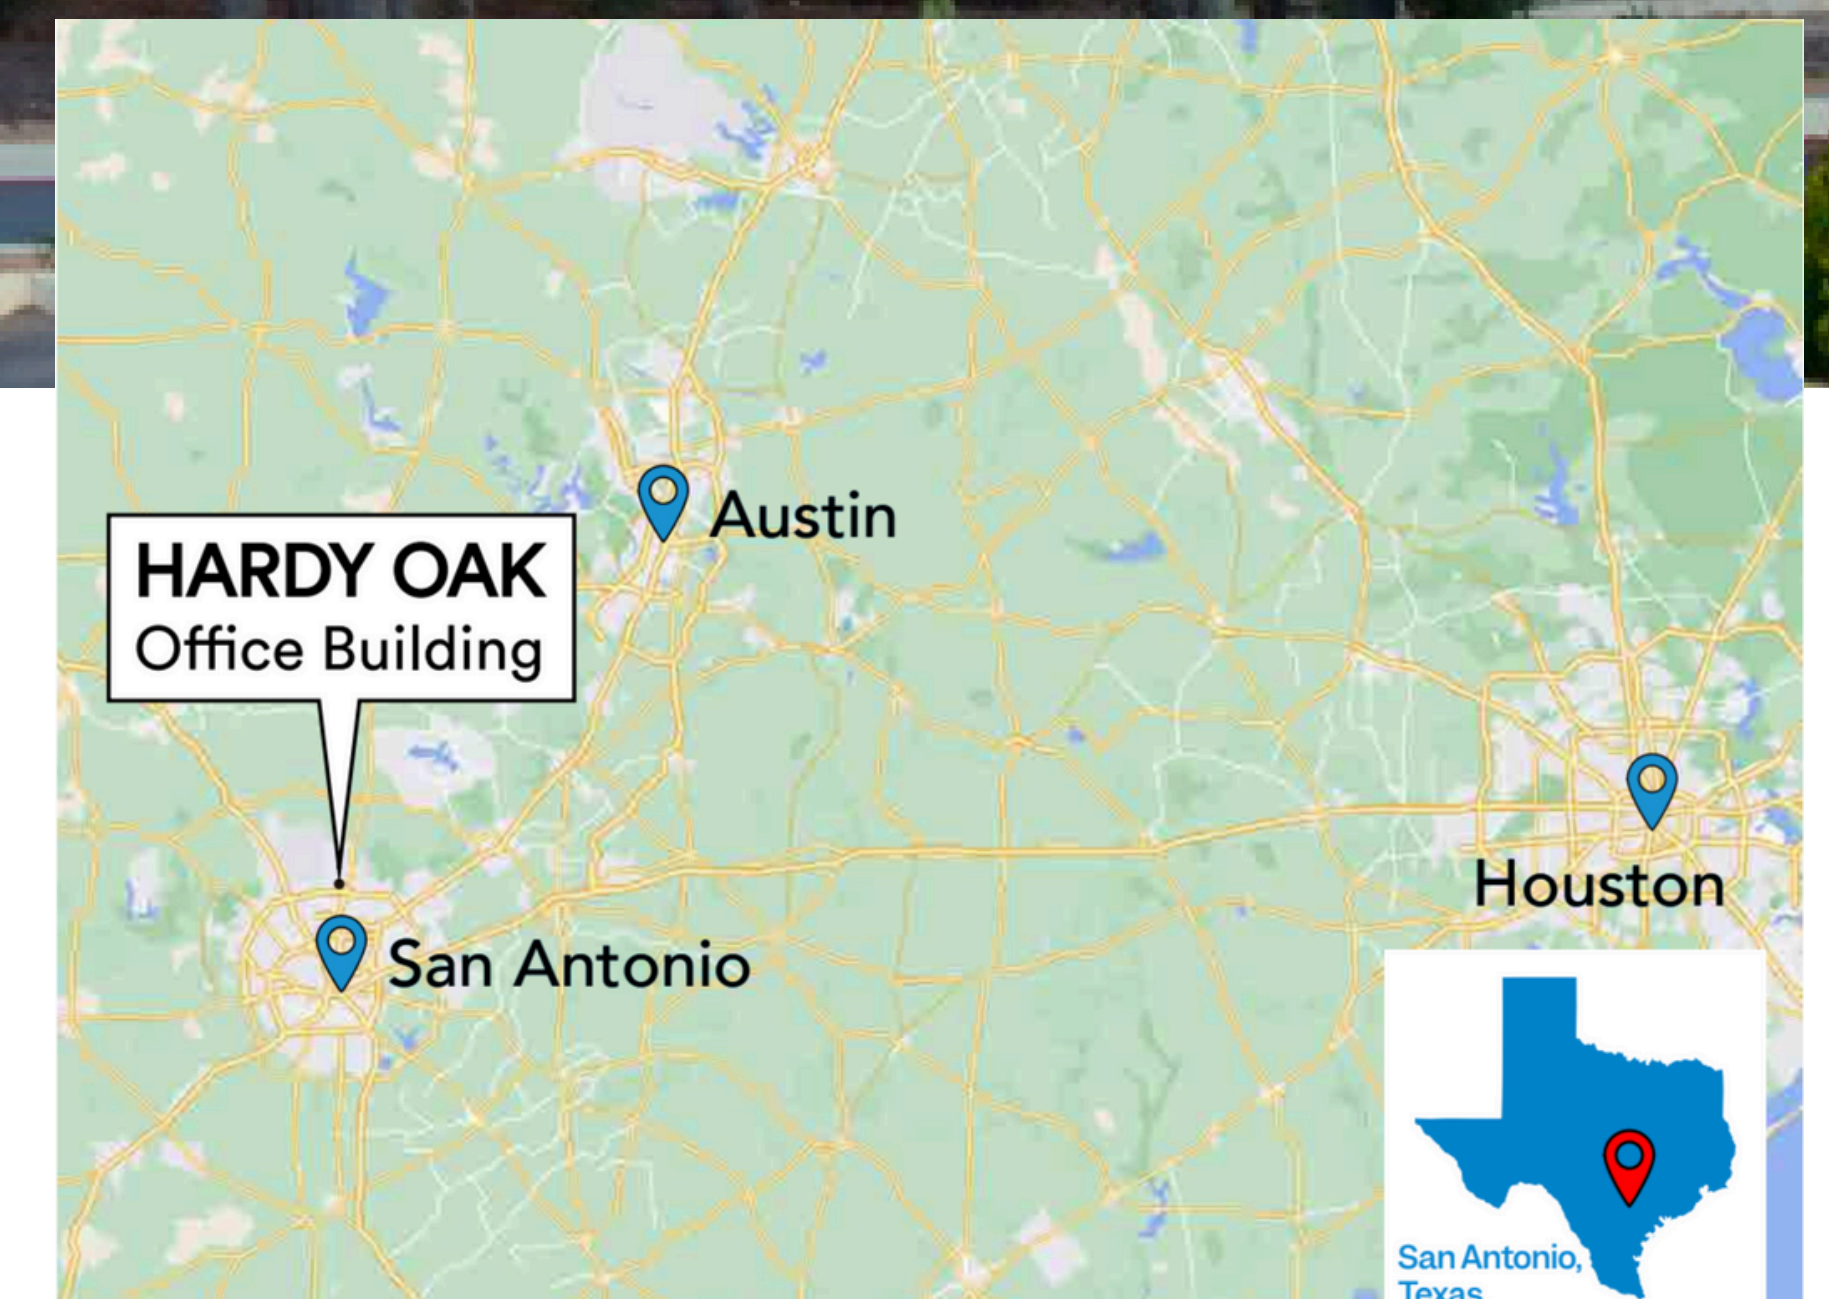 Austin
HARDY OAK
Office Building
Houston
San Antonio
San Antonio,
Texas